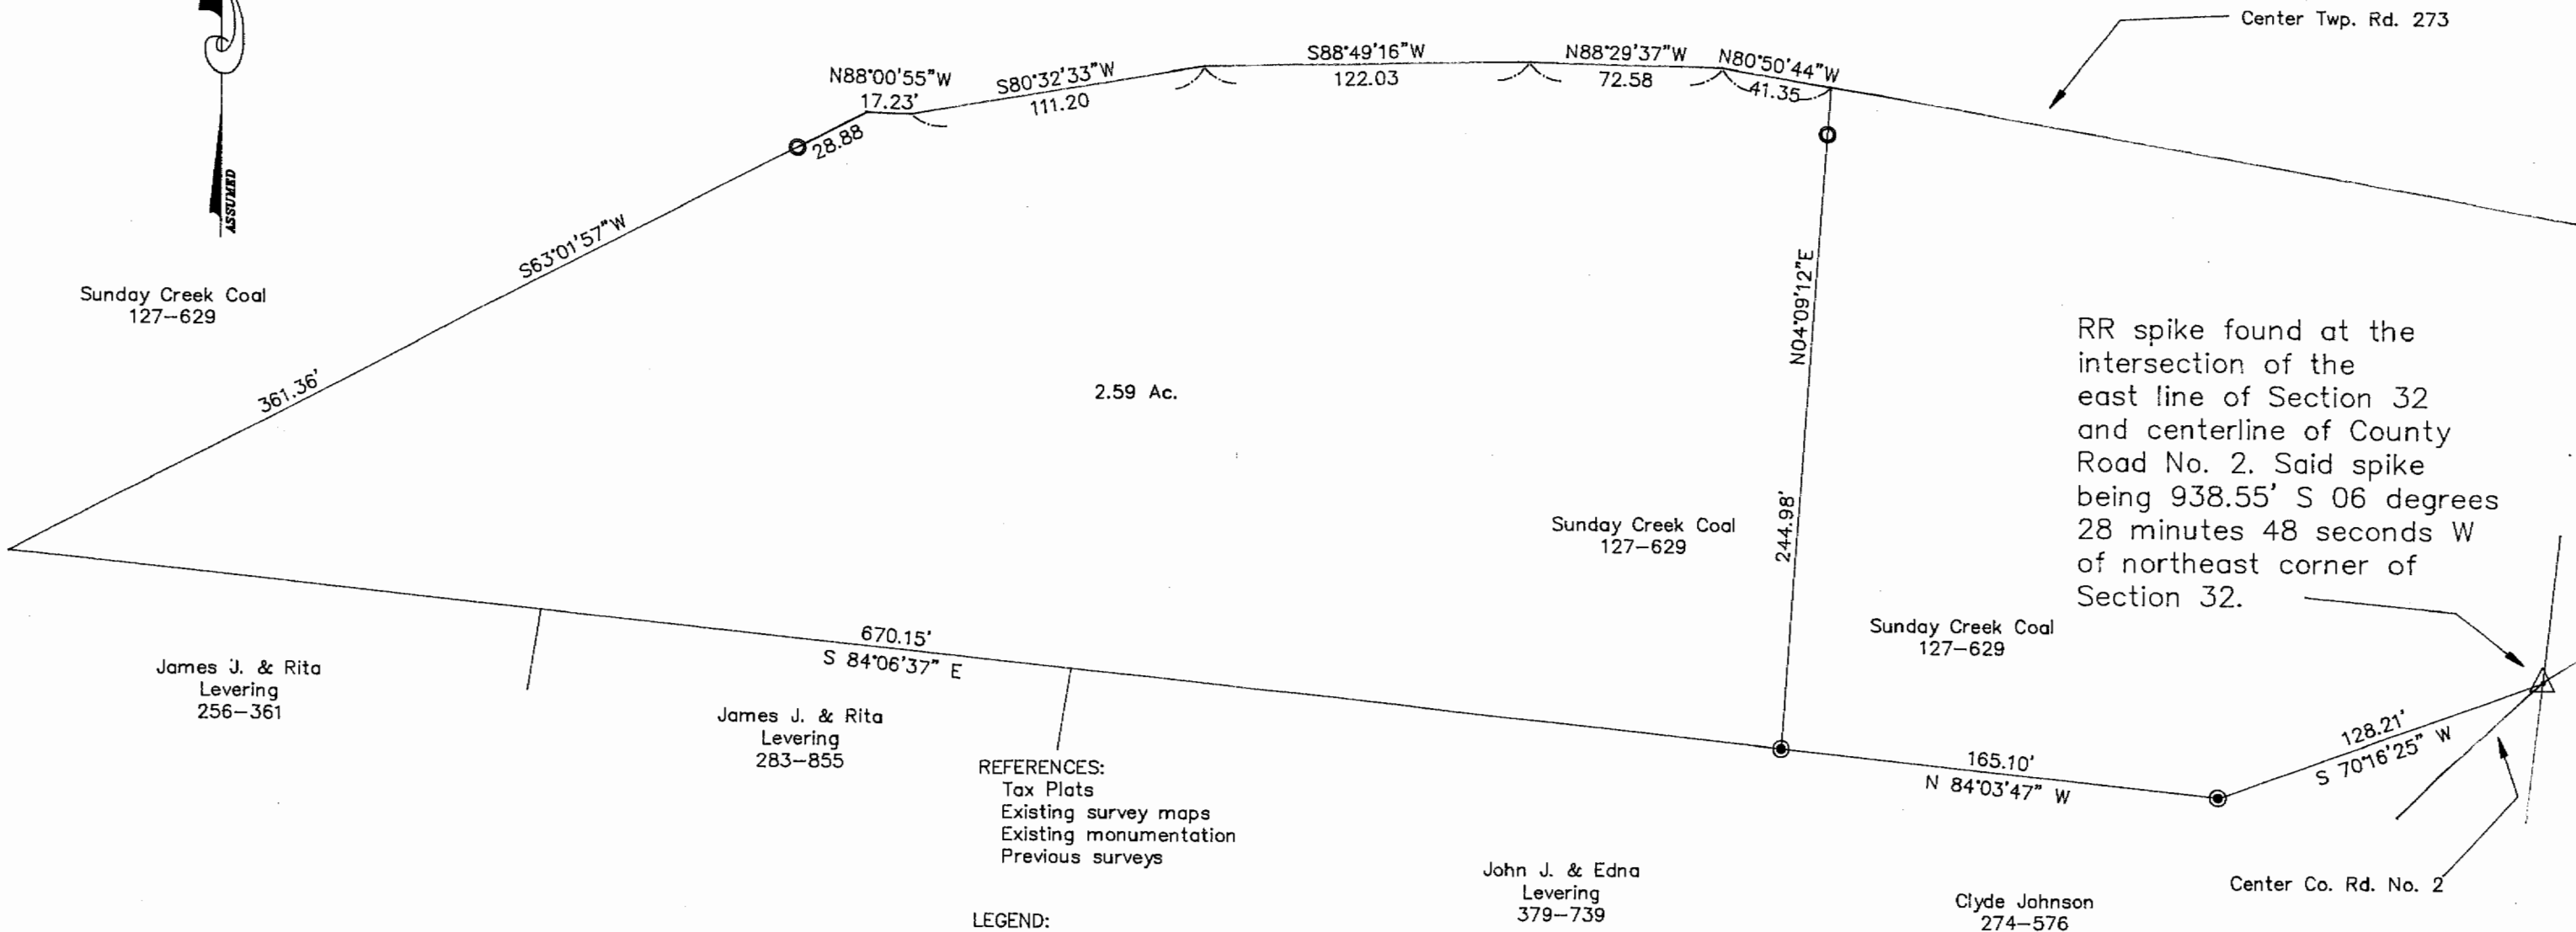 Center Twp. Rd. 273
N88°00'55"W
17.23'
S80°32'33"W
111.20
S88°49'16"W
122.03
N88°29'37"W
72.58
N80°50'44"W
41.35
28.88
ASSUMED
S63°01'57"W
361.36'
Sunday Creek Coal
127-629
2.59 Ac.
N04°09'12"E
244.98'
Sunday Creek Coal
127-629
RR spike found at the
intersection of the
east line of Section 32
and centerline of County
Road No. 2. Said spike
being 938.55' S 06 degrees
28 minutes 48 seconds W
of northeast corner of
Section 32.
Sunday Creek Coal
127-629
670.15'
S 84°06'37" E
James J. & Rita
Levering
256-361
James J. & Rita
Levering
283-855
128.21'
S 70°16'25" W
165.10'
N 84°03'47" W
REFERENCES:
Tax Plats
Existing survey maps
Existing monumentation
Previous surveys
John J. & Edna
Levering
379-739
Clyde Johnson
274-576
Center Co. Rd. No. 2
LEGEND: